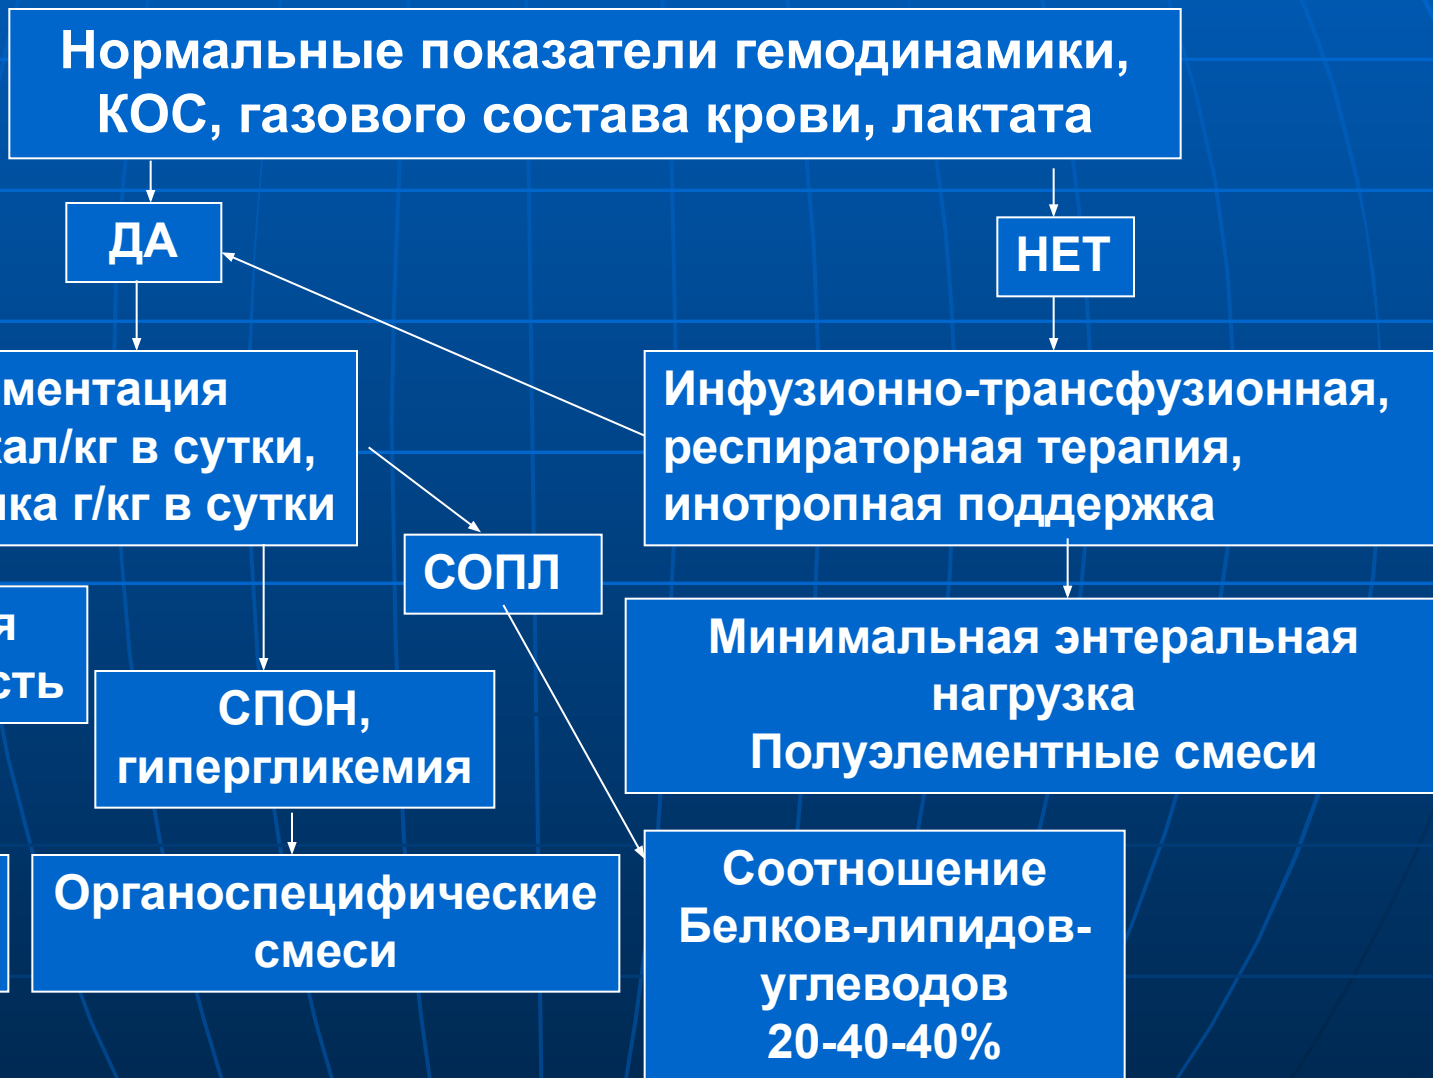 Нормальные показатели гемодинамики,
КОС, газового состава крови, лактата
ДА
НЕТ
ментация
кал/кг в сутки,
г/кг в сутки
Инфузионно-трансфузионная,
респираторная терапия,
инотропная поддержка
СОПЛ
я
сть
СПОН,
гипергликемия
Минимальная энтеральная
нагрузка
Полуэлементные смеси
Органоспецифические
смеси
Соотношение
Белков-липидов-
углеводов
20-40-40%